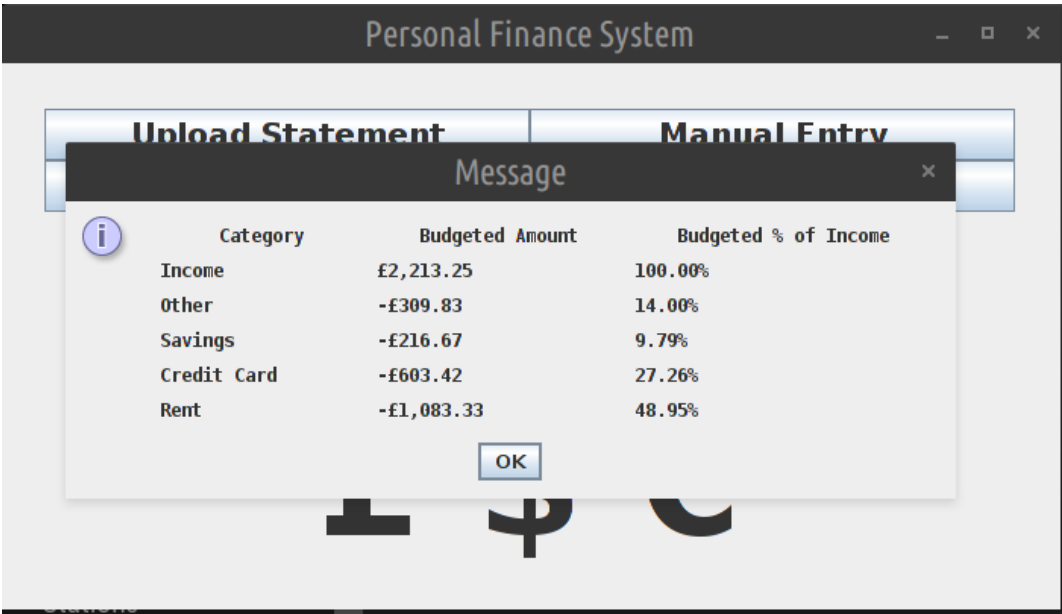 Personal Finance System
Upload Statement Manual Entry
Message
Category Budgeted Amount Budgeted % of Income
Income £2,213.25 100.00%
Other -£309.83 14.00%
Savings -£216.67 9.79%
Credit Card -£603.42 27.26%
Rent -£1,083.33 48.95%
OK